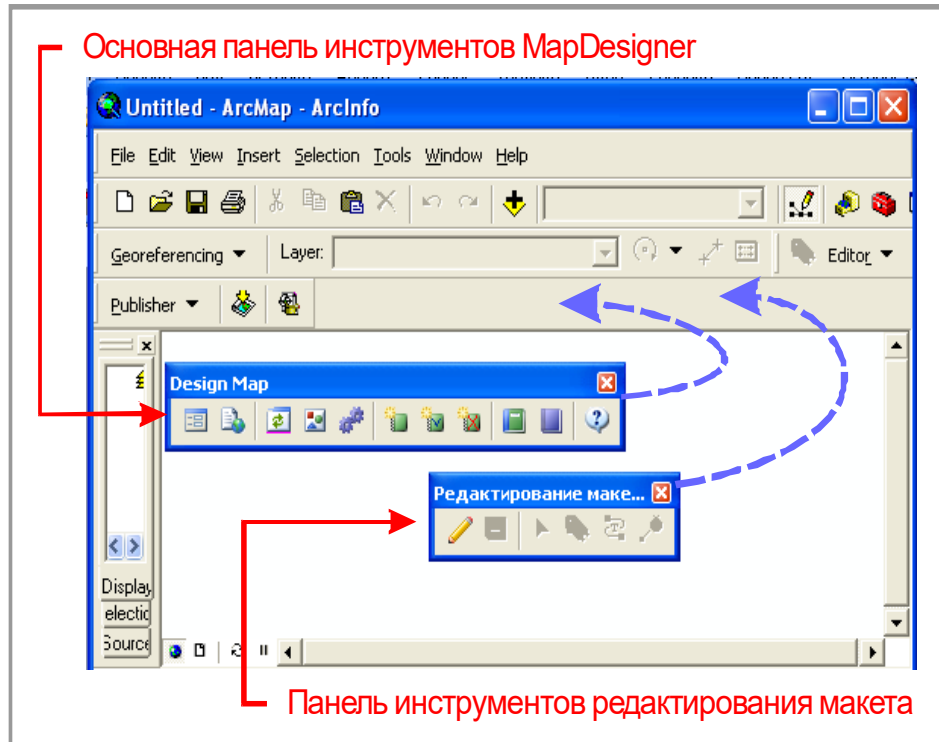 Основная панель инструментов MapDesigner
Untitled - ArcMap - ArcInfo
File Edit View Insert Selection Tools Window Help
Georeferencing Layer: Editor
Publisher
Design Map
Редактирование маке...
Display
electic
Source
Панель инструментов редактирования макета